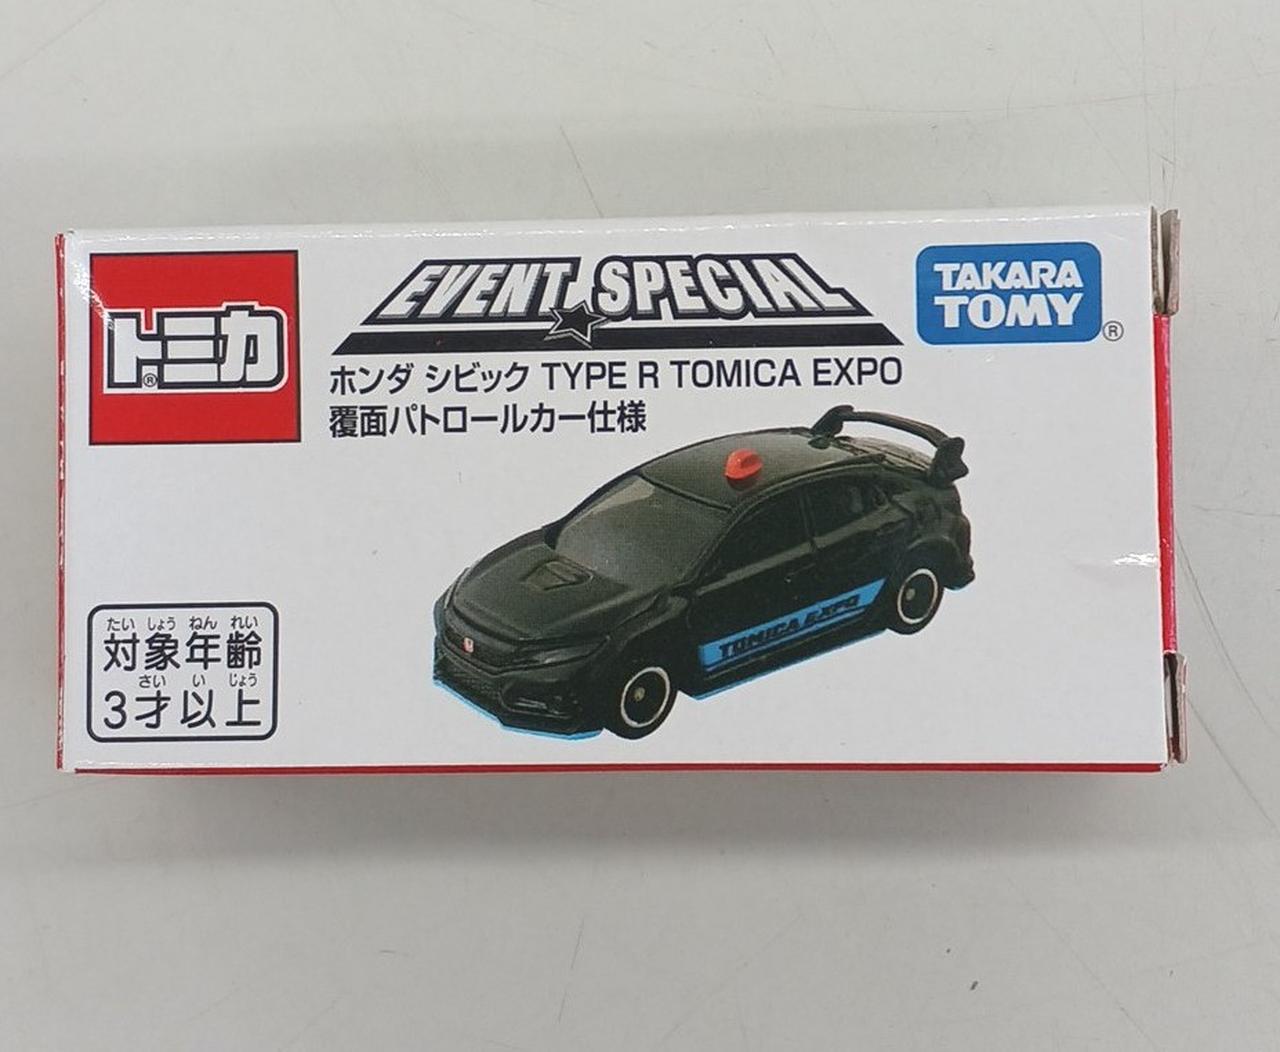 トミカ
®
EVENT SPECIAL
TAKARA
TOMY
®
ホンダ シビック TYPE R TOMICA EXPO
覆面パトロールカー仕様
TOMICA EXPO
たい しょう ねん れい
対象年齢
さい い じょう
3才以上